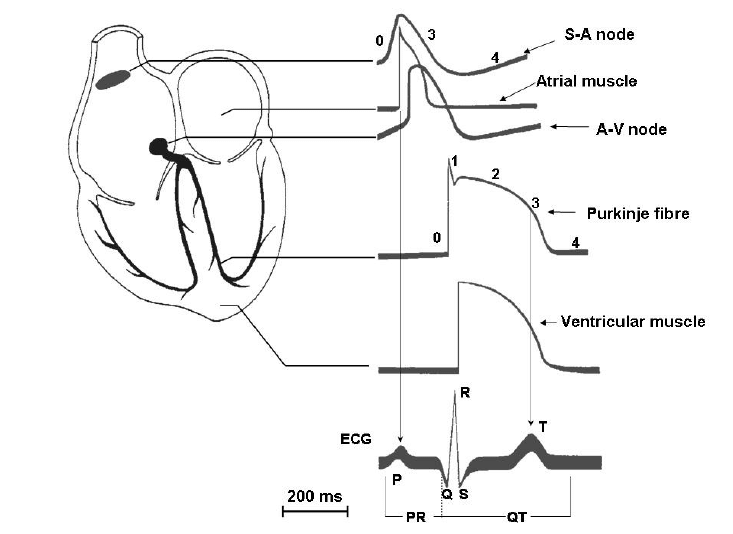 S-A node
0
3
4
Atrial muscle
A-V node
1
2
3
Purkinje fibre
0
4
Ventricular muscle
R
ECG
T
P
Q S
200 ms
PR
QT